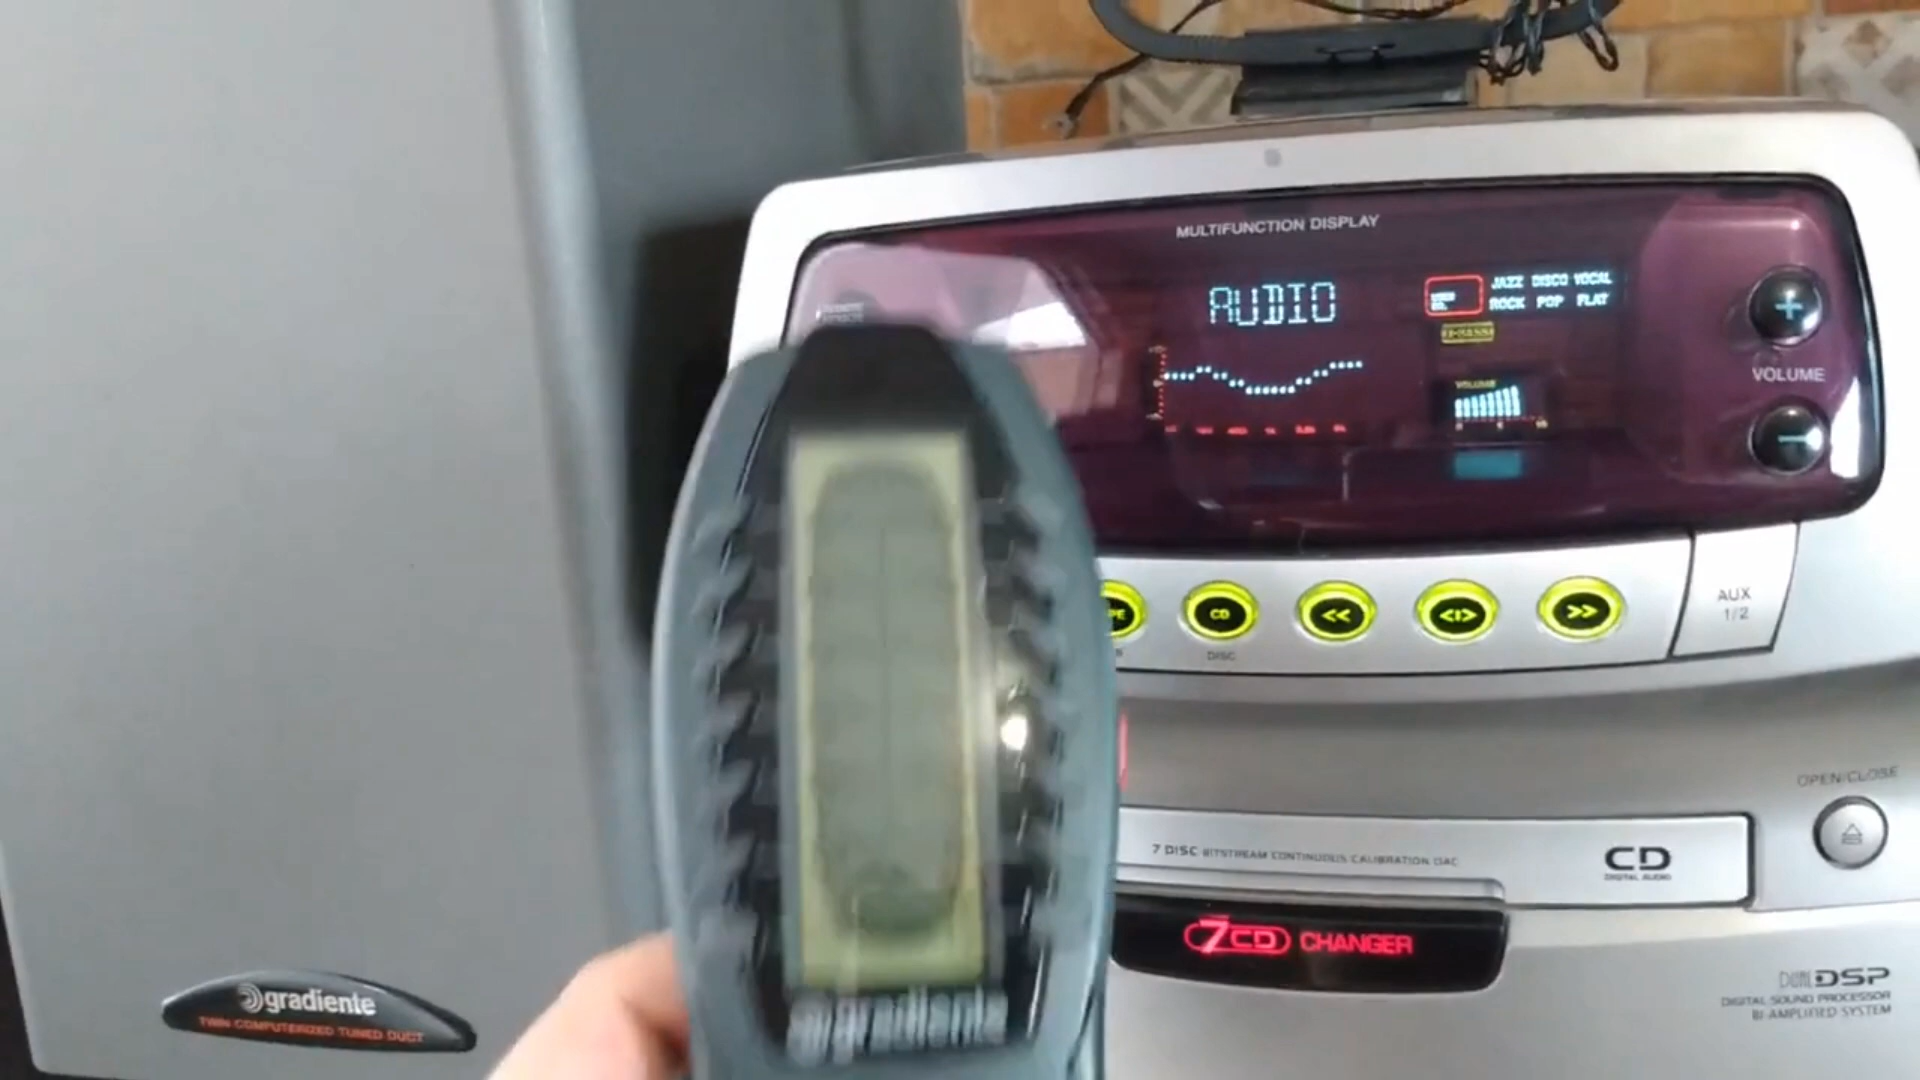 MULTIFUNCTION DISPLAY
AUDIO
JAZZ DISCO VOCAL
ROCK POP FLAT
VOLUME
VOLUME
CD
<<
<I>
>>
AUX
1/2
DISC
OPEN/CLOSE
7 DISC BITSTREAM CONTINUOUS CALIBRATION DAC
CD
DIGITAL AUDIO
7CD CHANGER
DUAL DSP
DIGITAL SOUND PROCESSOR
BI-AMPLIFIED SYSTEM
gradiente
TWIN COMPUTERIZED TUNED DUCT
gradiente